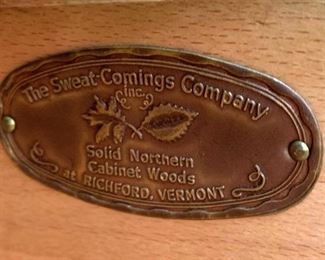 The Sweat-Comings Company
inc.
Solid Northern
Cabinet Woods
at RICHFORD, VERMONT